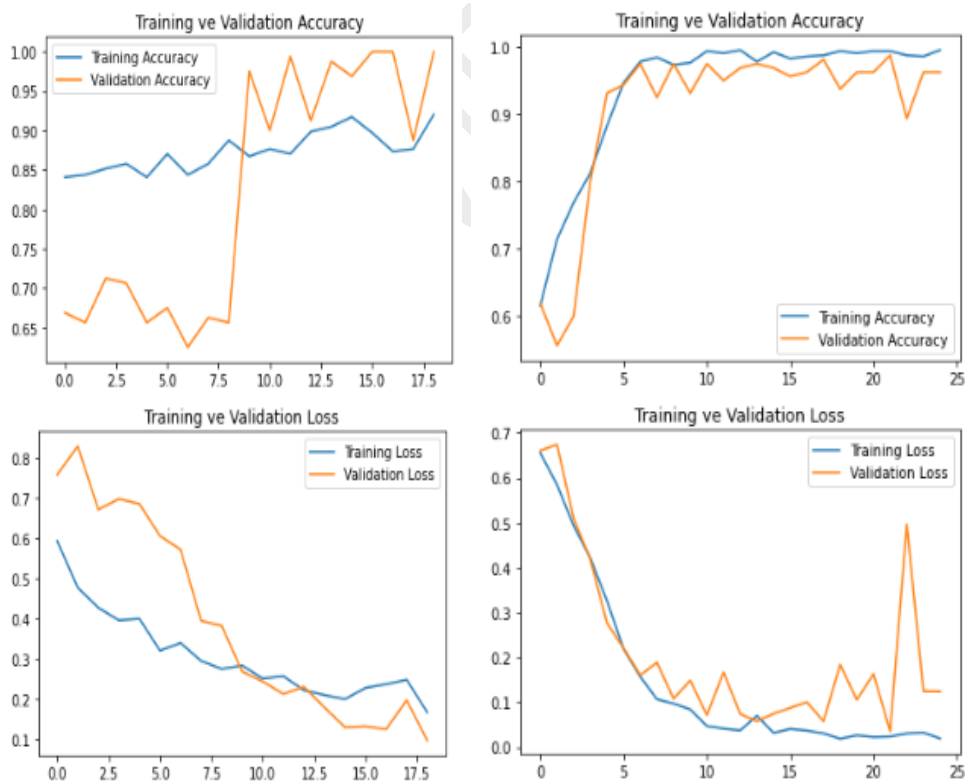 Training ve Validation Accuracy
1.00
0.95
0.90
0.85
0.80
0.75
0.70
0.65
Training Accuracy
Validation Accuracy
0.0 2.5 5.0 7.5 10.0 12.5 15.0 17.5
Training ve Validation Accuracy
1.0
0.9
0.8
0.7
0.6
Training Accuracy
Validation Accuracy
0 5 10 15 20 25
Training ve Validation Loss
0.8
0.7
0.6
0.5
0.4
0.3
0.2
0.1
Training Loss
Validation Loss
0.0 2.5 5.0 7.5 10.0 12.5 15.0 17.5
Training ve Validation Loss
0.7
0.6
0.5
0.4
0.3
0.2
0.1
0.0
Training Loss
Validation Loss
0 5 10 15 20 25